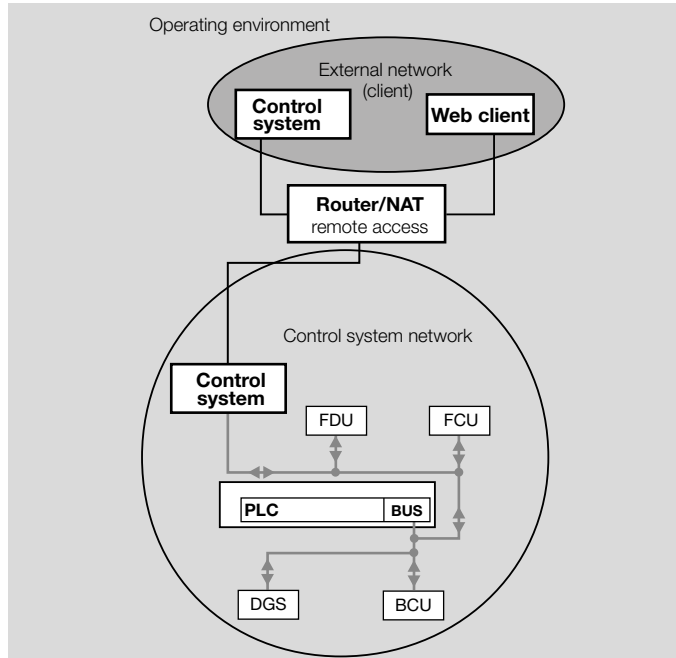 Operating environment
External network
(client)
Control
system
Web client
Router/NAT
remote access
Control system network
Control
system
FDU
FCU
PLC
BUS
DGS
BCU